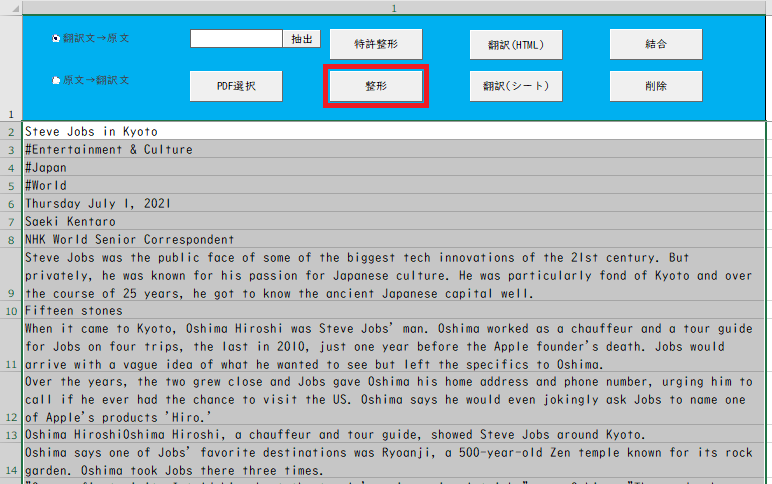 1
翻訳文→原文
抽出
特許整形
翻訳(HTML)
結合
原文→翻訳文
PDF選択
整形
翻訳(シート)
削除
1
2 Steve Jobs in Kyoto
3 #Entertainment & Culture
4 #Japan
5 #World
6 Thursday July 1, 2021
7 Saeki Kentaro
8 NHK World Senior Correspondent
Steve Jobs was the public face of some of the biggest tech innovations of the 21st century. But
privately, he was known for his passion for Japanese culture. He was particularly fond of Kyoto and over
9 the course of 25 years, he got to know the ancient Japanese capital well.
10 Fifteen stones
When it came to Kyoto, Oshima Hiroshi was Steve Jobs’ man. Oshima worked as a chauffeur and a tour guide
for Jobs on four trips, the last in 2010, just one year before the Apple founder's death. Jobs would
11 arrive with a vague idea of what he wanted to see but left the specifics to Oshima.
Over the years, the two grew close and Jobs gave Oshima his home address and phone number, urging him to
call if he ever had the chance to visit the US. Oshima says he would even jokingly ask Jobs to name one
12 of Apple's products 'Hiro.'
13 Oshima HiroshiOshima Hiroshi, a chauffeur and tour guide, showed Steve Jobs around Kyoto.
Oshima says one of Jobs’ favorite destinations was Ryoanji, a 500-year-old Zen temple known for its rock
14 garden. Oshima took Jobs there three times.